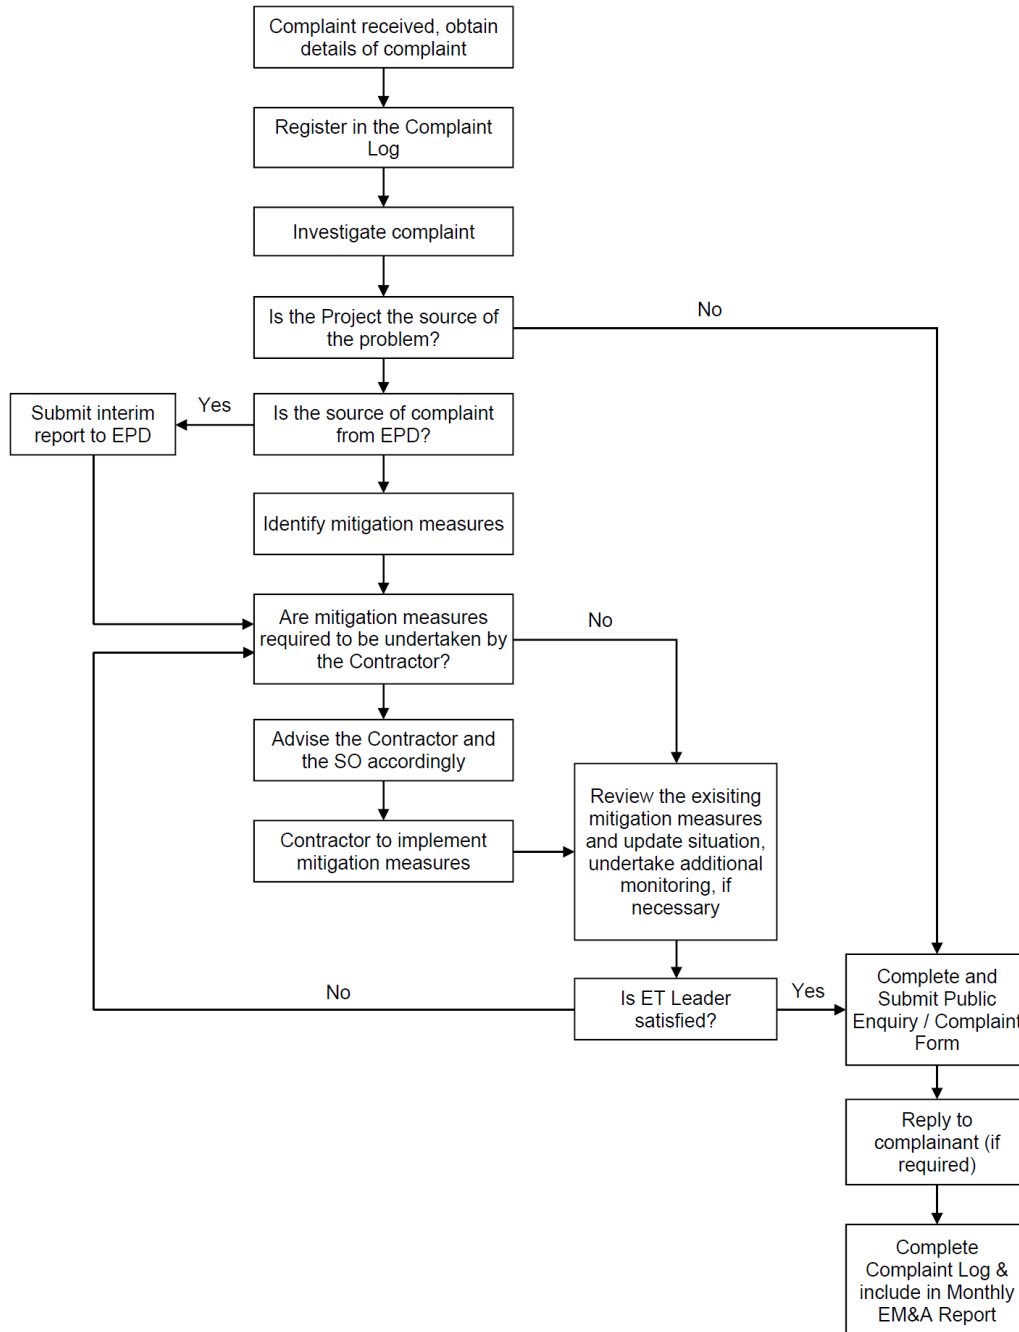 Complaint received, obtain
details of complaint
Register in the Complaint
Log
Investigate complaint
Is the Project the source of
the problem?
No
Submit interim
report to EPD
Yes
Is the source of complaint
from EPD?
Identify mitigation measures
Are mitigation measures
required to be undertaken by
the Contractor?
No
Advise the Contractor and
the SO accordingly
Contractor to implement
mitigation measures
Review the exisiting
mitigation measures
and update situation,
undertake additional
monitoring, if
necessary
No
Is ET Leader
satisfied?
Yes
Complete and
Submit Public
Enquiry / Complaint
Form
Reply to
complainant (if
required)
Complete
Complaint Log &
include in Monthly
EM&A Report